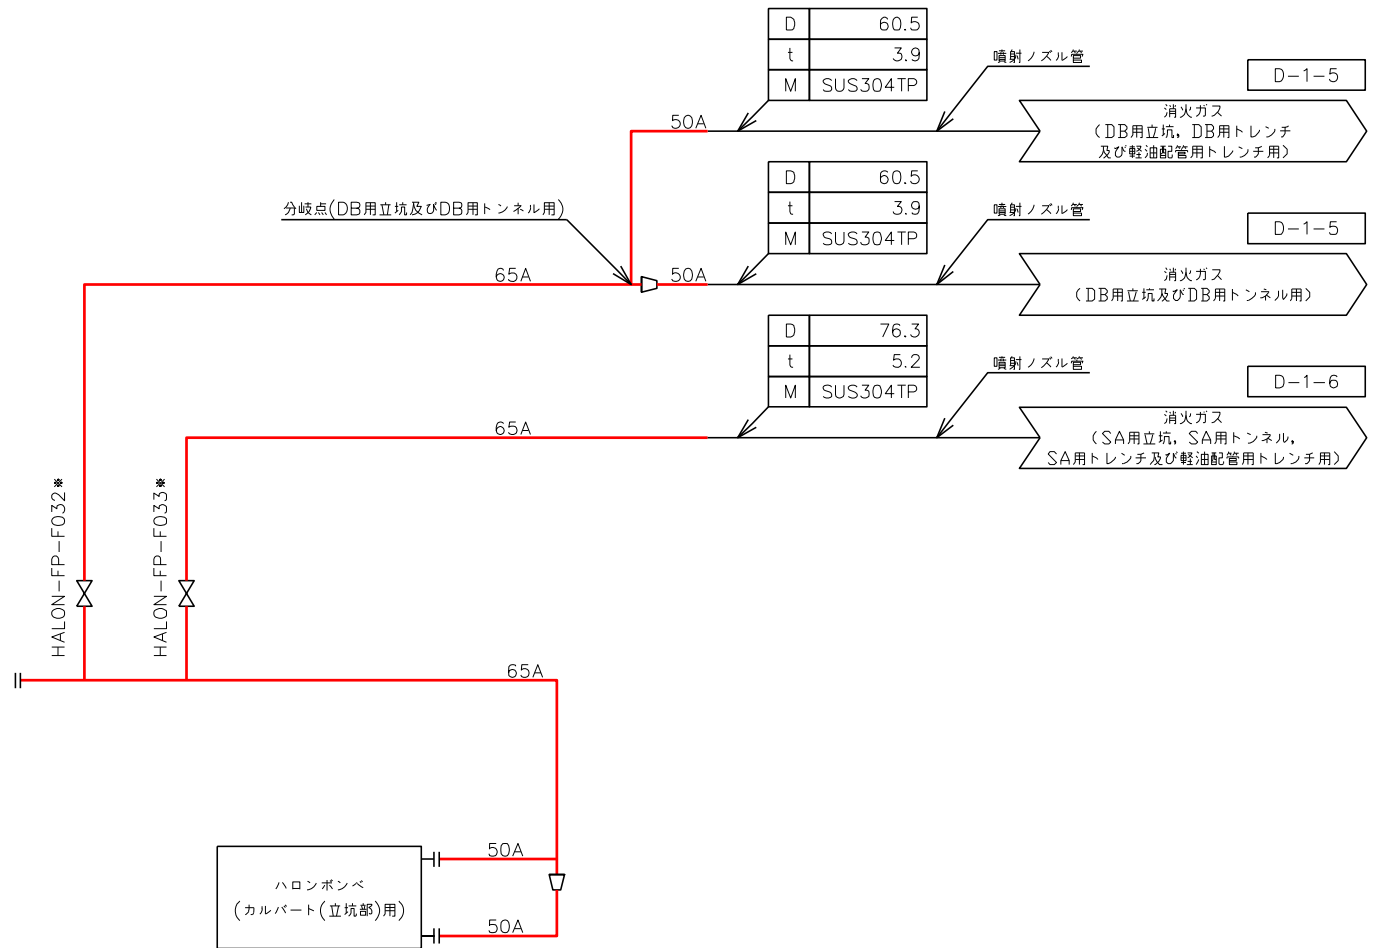 D 60.5
t 3.9
M SUS304TP
噴射ノズル管
D-1-5
50A
消火ガス
(DB用立坑，DB用トレンチ
及び軽油配管用トレンチ用)
D 60.5
t 3.9
M SUS304TP
分岐点(DB用立坑及びDB用トンネル用)
噴射ノズル管
D-1-5
65A
50A
消火ガス
(DB用立坑及びDB用トンネル用)
D 76.3
t 5.2
M SUS304TP
噴射ノズル管
D-1-6
65A
消火ガス
(SA用立坑，SA用トンネル，
SA用トレンチ及び軽油配管用トレンチ用)
HALON-FP-F032※
HALON-FP-F033※
65A
50A
ハロンボンベ
(カルバート(立坑部)用)
50A